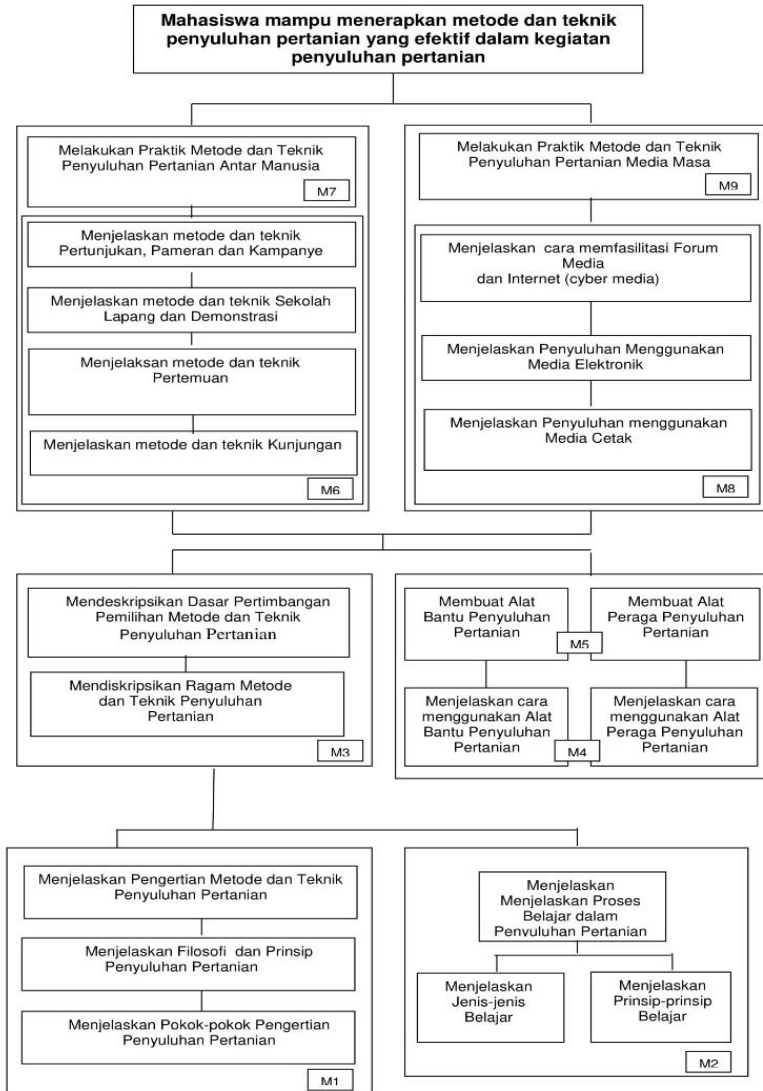 Mahasiswa mampu menerapkan metode dan teknik
penyuluhan pertanian yang efektif dalam kegiatan
penyuluhan pertanian
Melakukan Praktik Metode dan Teknik
Penyuluhan Pertanian Antar Manusia
M7
Menjelaskan metode dan teknik
Pertunjukan, Pameran dan Kampanye
Menjelaskan metode dan teknik Sekolah
Lapang dan Demonstrasi
Menjelaksan metode dan teknik
Pertemuan
Menjelaskan metode dan teknik Kunjungan
M6
Melakukan Praktik Metode dan Teknik
Penyuluhan Pertanian Media Masa
M9
Menjelaskan cara memfasilitasi Forum
Media
dan Internet (cyber media)
Menjelaskan Penyuluhan Menggunakan
Media Elektronik
Menjelaskan Penyuluhan menggunakan
Media Cetak
M8
Mendeskripsikan Dasar Pertimbangan
Pemilihan Metode dan Teknik
Penyuluhan Pertanian
Mendiskripsikan Ragam Metode
dan Teknik Penyuluhan
Pertanian
M3
Membuat Alat
Bantu Penyuluhan
Pertanian
Membuat Alat
Peraga Penyuluhan
Pertanian
M5
Menjelaskan cara
menggunakan Alat
Bantu Penyuluhan
Pertanian
Menjelaskan cara
menggunakan Alat
Peraga Penyuluhan
Pertanian
M4
Menjelaskan Pengertian Metode dan Teknik
Penyuluhan Pertanian
Menjelaskan Filosofi dan Prinsip
Penyuluhan Pertanian
Menjelaskan Pokok-pokok Pengertian
Penyuluhan Pertanian
M1
Menjelaskan
Menjelaskan Proses
Belajar dalam
Penyuluhan Pertanian
Menjelaskan
Jenis-jenis
Belajar
Menjelaskan
Prinsip-prinsip
Belajar
M2